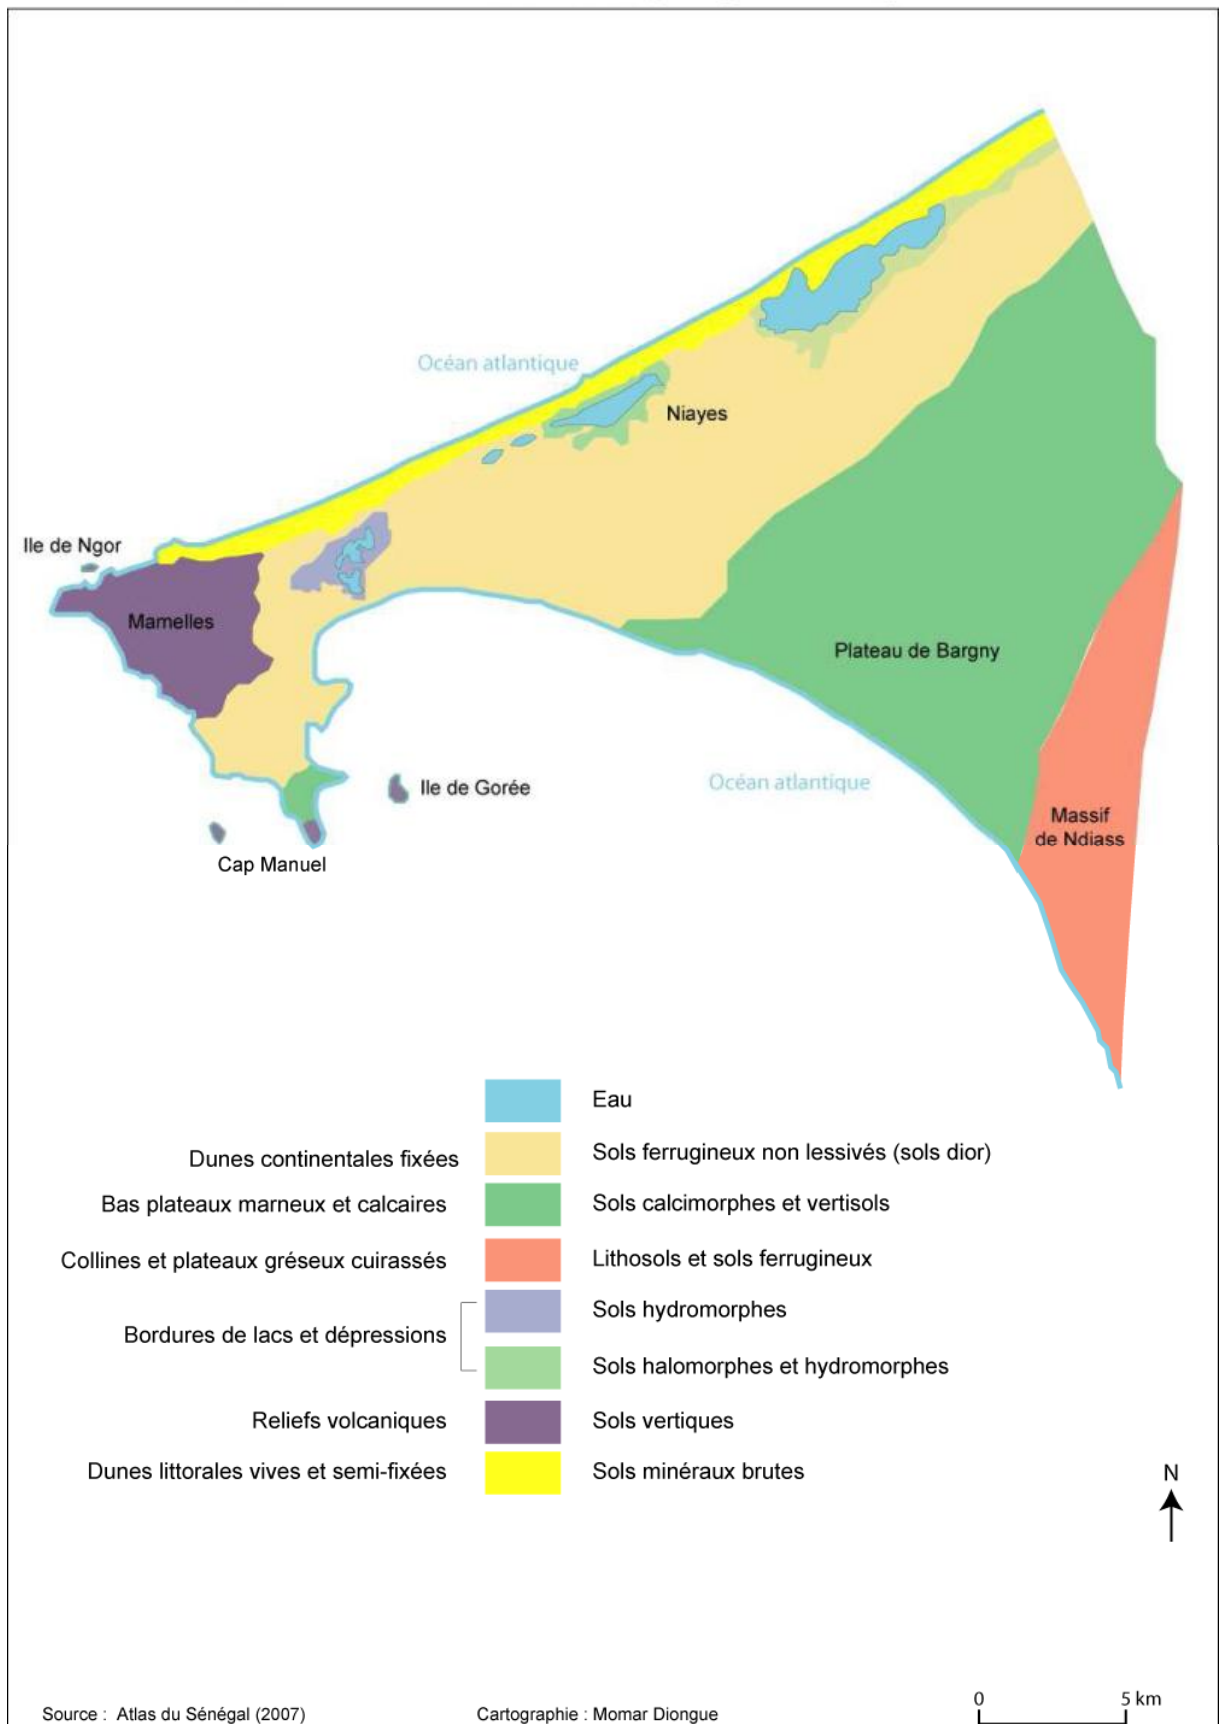 Océan atlantique
Niayes
Ile de Ngor
Mamelles
Plateau de Bargny
Océan atlantique
Ile de Gorée
Massif
de Ndiass
Cap Manuel
Eau
Dunes continentales fixées
Sols ferrugineux non lessivés (sols dior)
Bas plateaux marneux et calcaires
Sols calcimorphes et vertisols
Collines et plateaux gréseux cuirassés
Lithosols et sols ferrugineux
Sols hydromorphes
Bordures de lacs et dépressions
Sols halomorphes et hydromorphes
Reliefs volcaniques
Sols vertiques
Dunes littorales vives et semi-fixées
Sols minéraux brutes
N
0 5 km
Source : Atlas du Sénégal (2007)
Cartographie : Momar Diongue